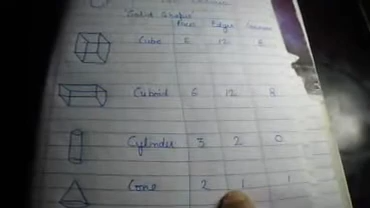 "Solid Shapes"
Faces Edges
Cube 6 12 8
Cuboid 6 12 8
Cylinder 3 2 0
Cone 2 1 1